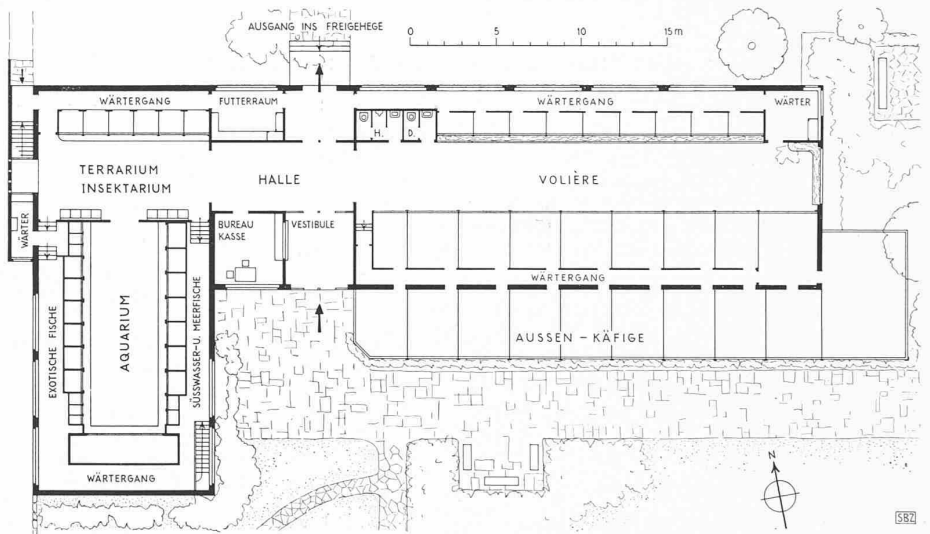 AUSGANG INS FREIGEHEGE
0 5 10 15 m
WÄRTERGANG
FUTTERRAUM
H. D.
WÄRTERGANG
WÄRTER
TERRARIUM
INSEKTARIUM
HALLE
VOLIÈRE
WÄRTER
BUREAU
KASSE
VESTIBULE
WÄRTERGANG
EXOTISCHE FISCHE
AQUARIUM
SÜSSWASSER-U. MEERFISCHE
AUSSEN-KÄFIGE
WÄRTERGANG
N
SBZ